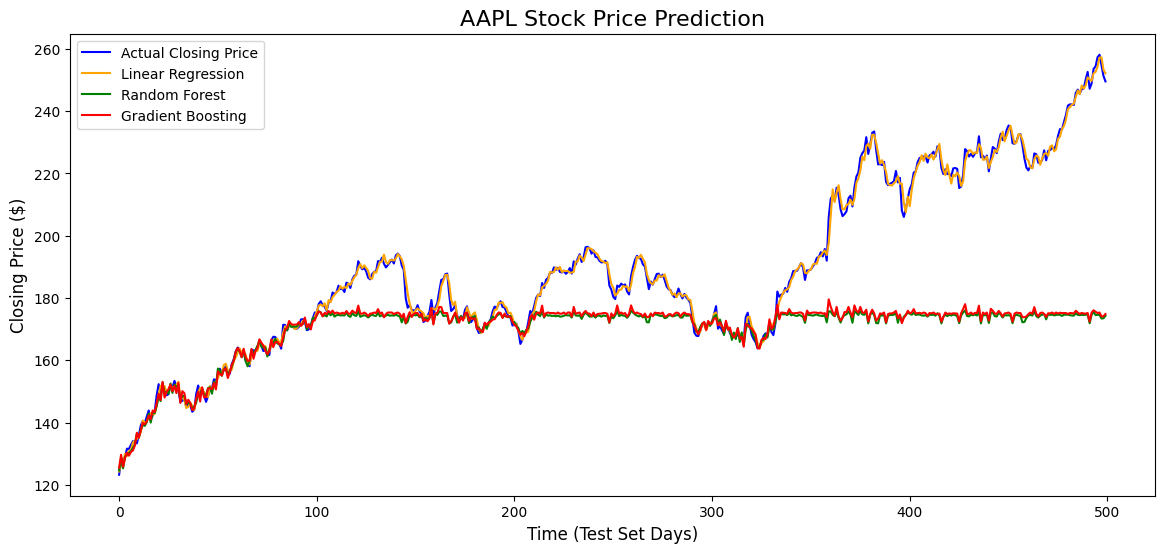 AAPL Stock Price Prediction
Actual Closing Price
Linear Regression
Random Forest
Gradient Boosting
260
240
220
200
180
160
140
120
Closing Price ($)
0 100 200 300 400 500
Time (Test Set Days)